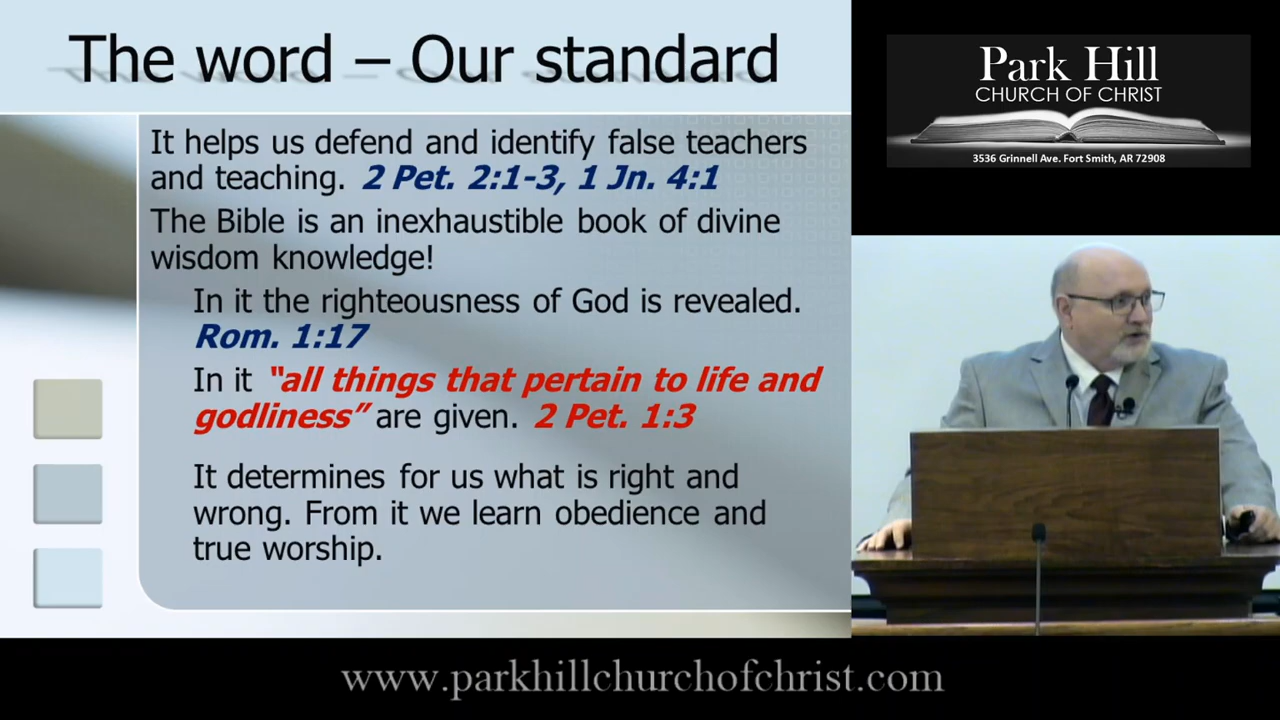 The word – Our standard
It helps us defend and identify false teachers
and teaching. 2 Pet. 2:1-3, 1 Jn. 4:1
The Bible is an inexhaustible book of divine
wisdom knowledge!
In it the righteousness of God is revealed.
Rom. 1:17
In it “all things that pertain to life and
godliness” are given. 2 Pet. 1:3
It determines for us what is right and
wrong. From it we learn obedience and
true worship.
Park Hill
CHURCH OF CHRIST
3536 Grinnell Ave. Fort Smith, AR 72908
www.parkhillchurchofchrist.com